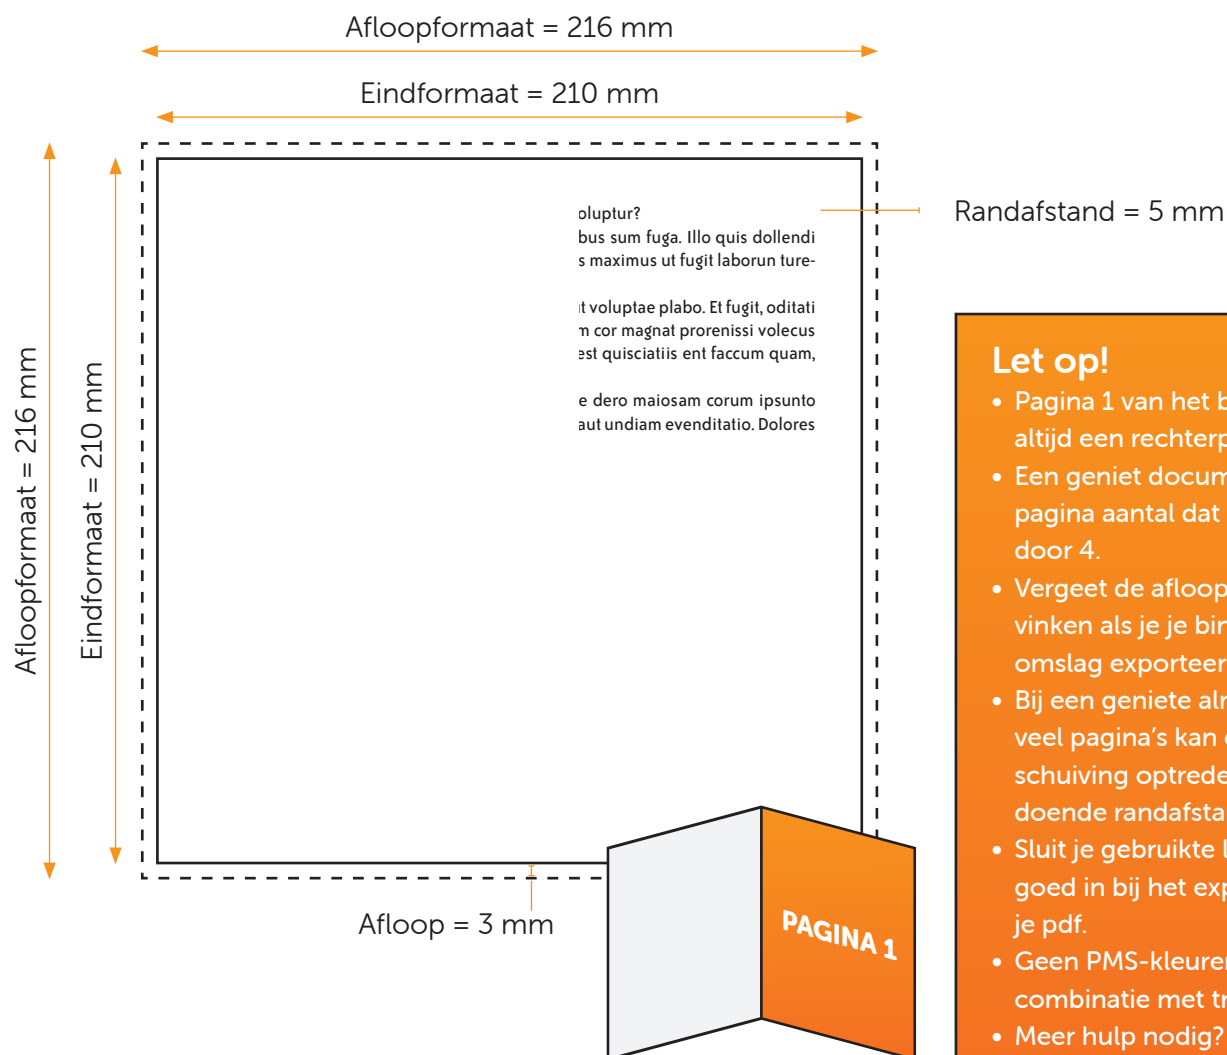 Afloopformaat = 216 mm
Eindformaat = 210 mm
Afloopformaat = 216 mm
Eindformaat = 210 mm
oluptur?
bus sum fuga. Illo quis dollendi
s maximus ut fugit laborun ture-
t voluptae plabo. Et fugit, oditati
m cor magnat prorenissi volecus
est quisciatiis ent faccum quam,
e dero maiosam corum ipsunto
aut undiam evenditatio. Dolores
Randafstand = 5 mm
Afloop = 3 mm
PAGINA 1
Let op!
• Pagina 1 van het b
altijd een rechterp
• Een geniet docum
pagina aantal dat
door 4.
• Vergeet de afloop
vinken als je je bin
omslag exporteer
• Bij een geniete alr
veel pagina's kan
schuiving optrede
doende randafsta
• Sluit je gebruikte l
goed in bij het exp
je pdf.
• Geen PMS-kleuren
combinatie met tr
• Meer hulp nodig?